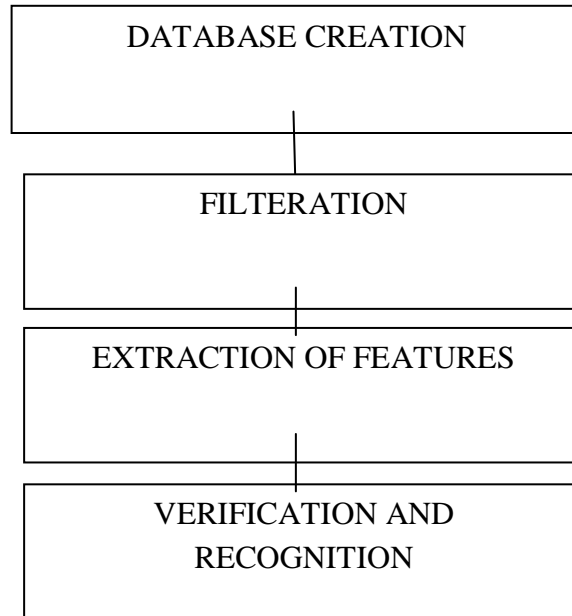 DATABASE CREATION
FILTERATION
EXTRACTION OF FEATURES
VERIFICATION AND
RECOGNITION